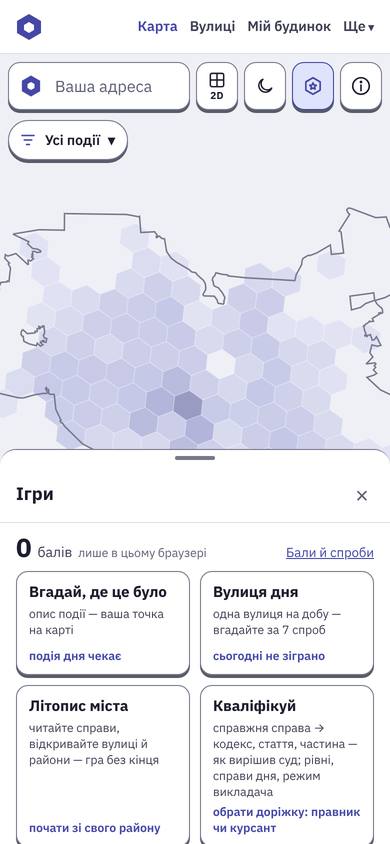 Карта Вулиці Мій будинок Ще ▾
Ваша адреса
2D
Усі події ▾
Ігри
×
0 балів лише в цьому браузері Бали й спроби
Вгадай, де це було
опис події — ваша точка
на карті
подія дня чекає
Вулиця дня
одна вулиця на добу —
вгадайте за 7 спроб
сьогодні не зіграно
Літопис міста
читайте справи,
відкривайте вулиці й
райони — гра без кінця
почати зі свого району
Кваліфікуй
справжня справа →
кодекс, стаття, частина —
як вирішив суд; рівні,
справи дня, режим
викладача
обрати доріжку: правник
чи курсант